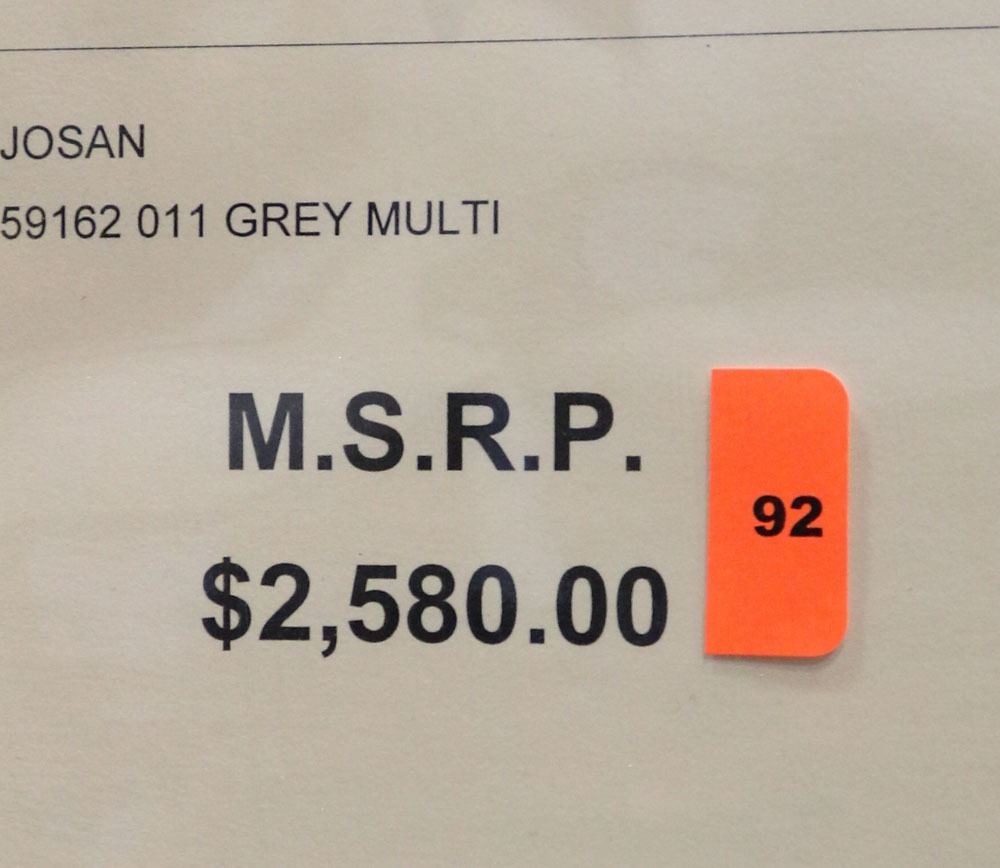 JOSAN
59162 011 GREY MULTI
M.S.R.P.
92
$2,580.00